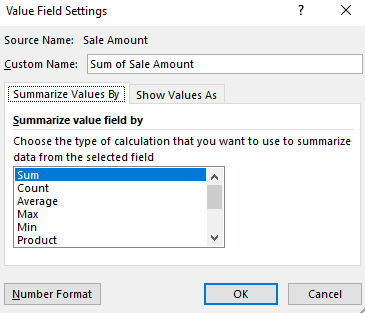 Value Field Settings ? ×
Source Name: Sale Amount
Custom Name: Sum of Sale Amount
Summarize Values By Show Values As
Summarize value field by
Choose the type of calculation that you want to use to summarize
data from the selected field
Sum
Count
Average
Max
Min
Product
Number Format OK Cancel